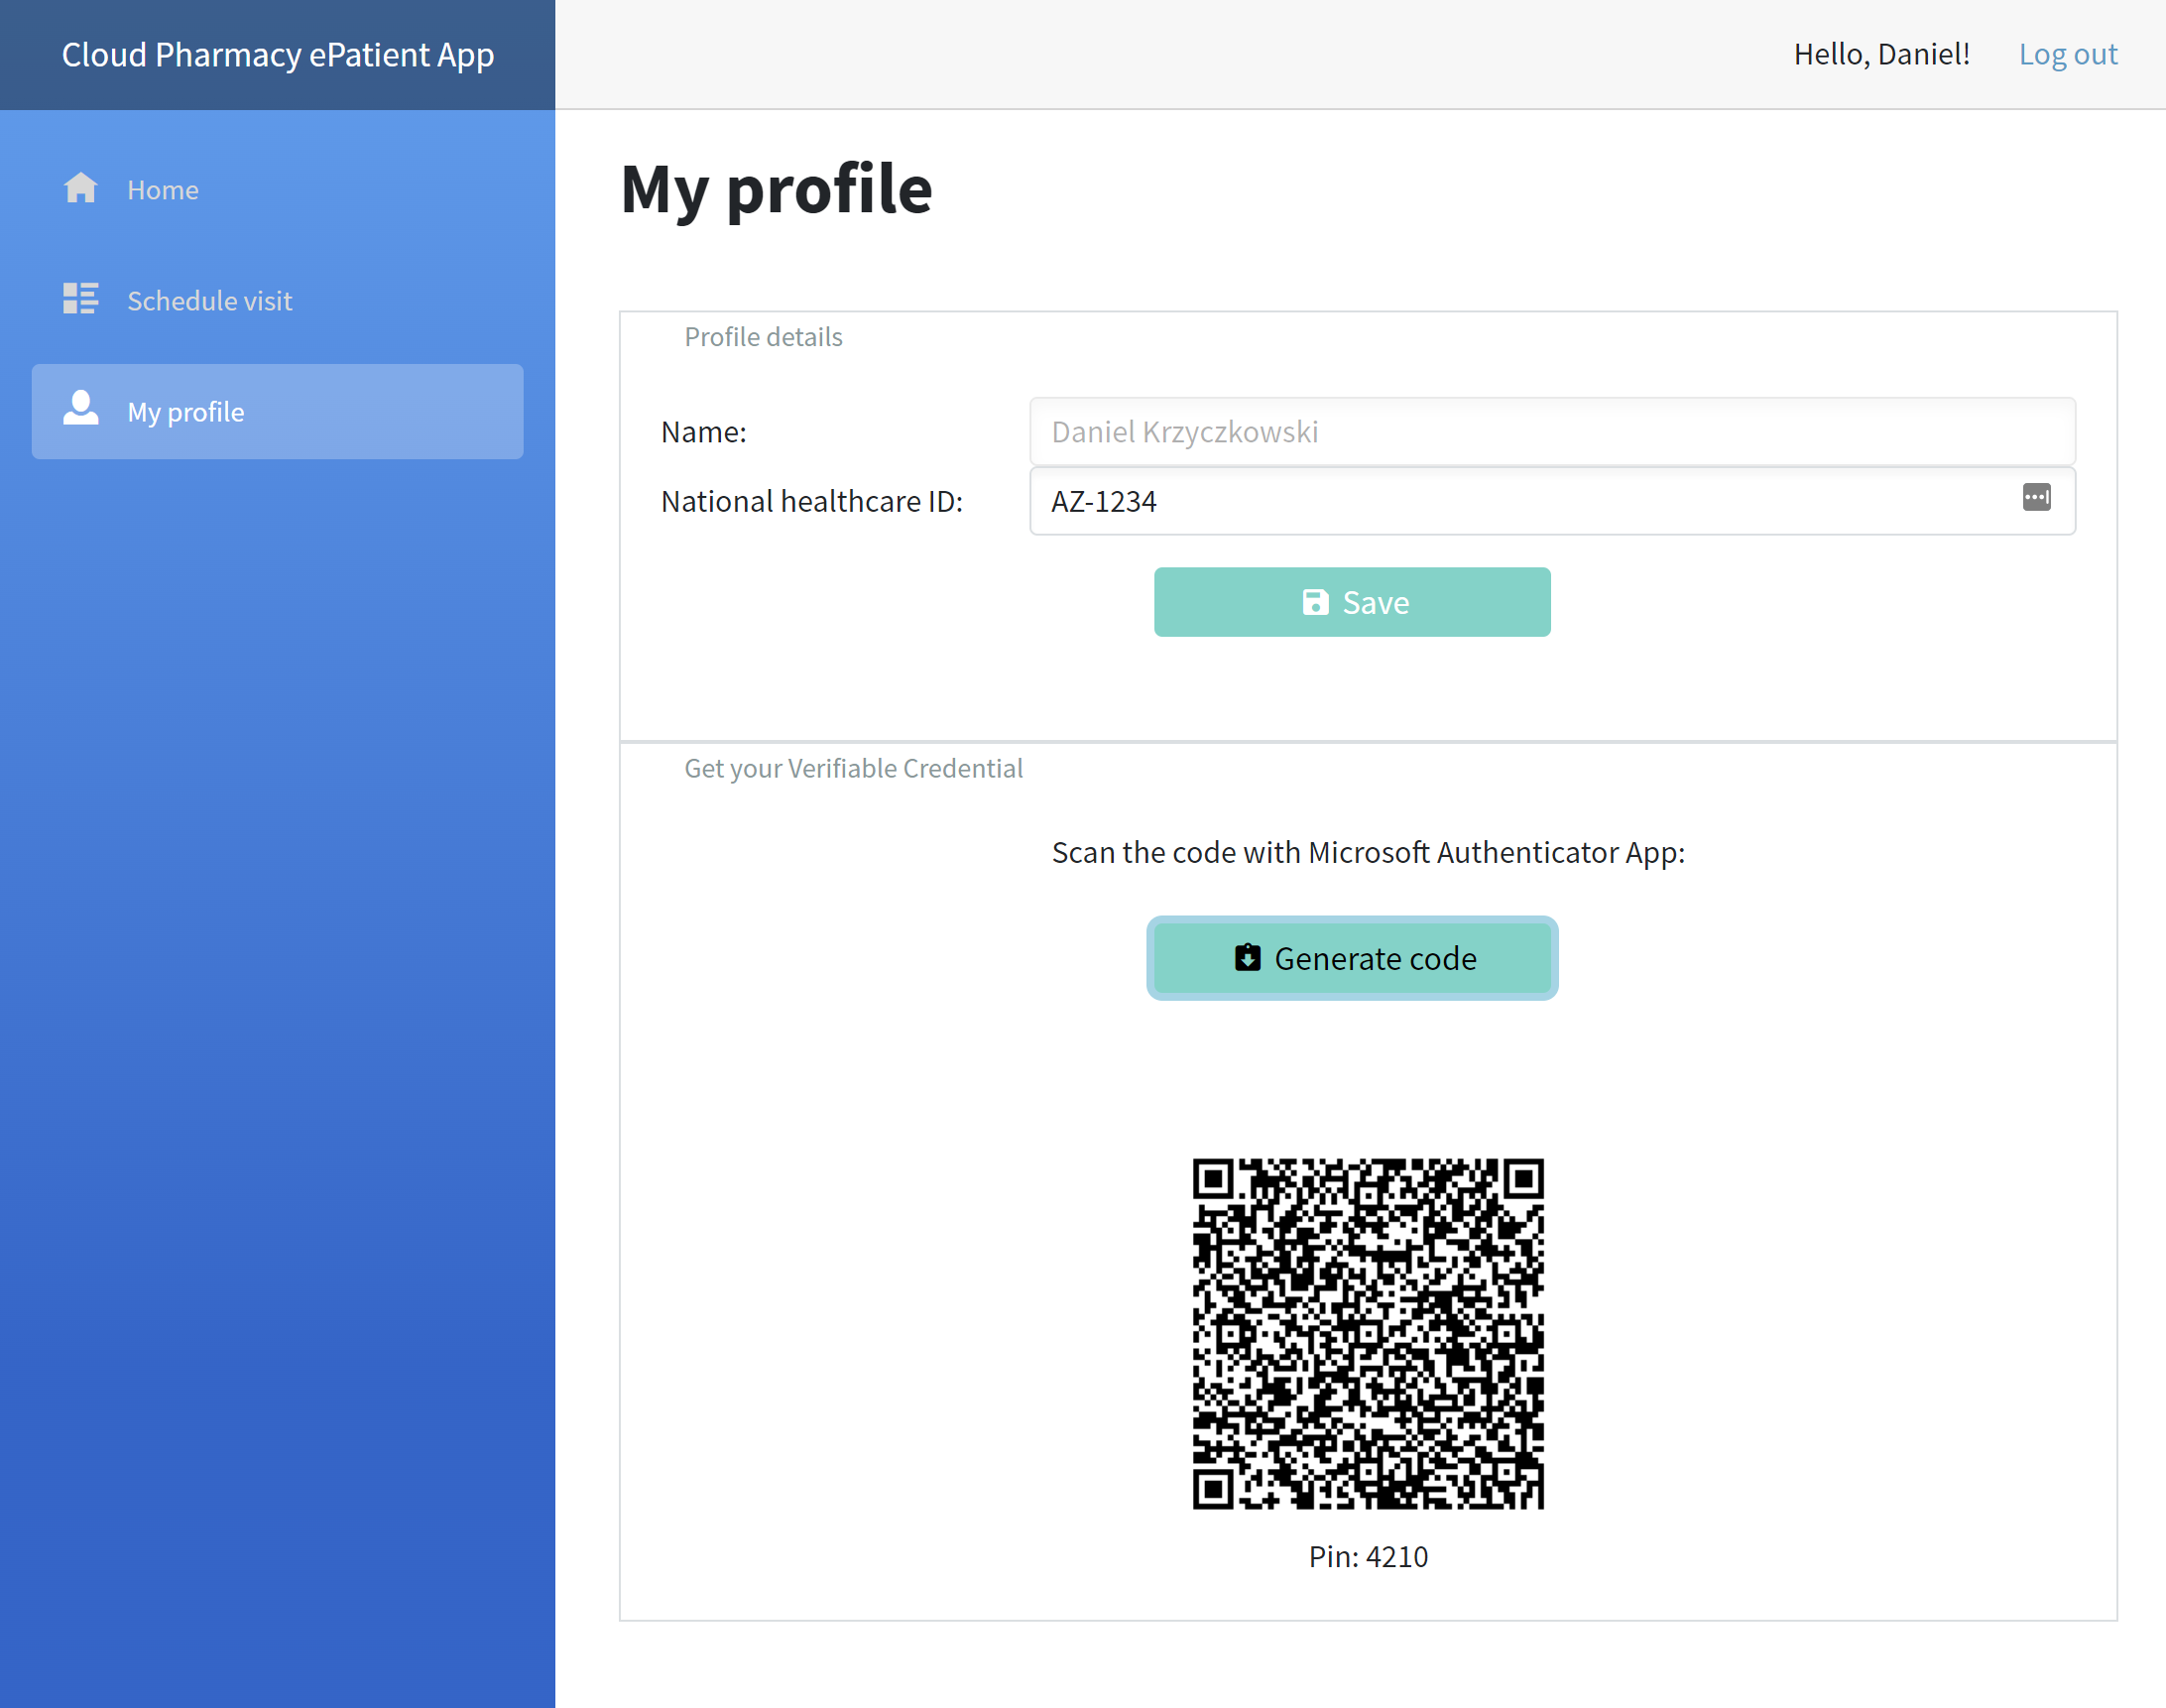 Cloud Pharmacy ePatient App
Hello, Daniel!
Log out
Home
Schedule visit
My profile
My profile
Profile details
Name:
Daniel Krzyczkowski
National healthcare ID:
AZ-1234
Save
Get your Verifiable Credential
Scan the code with Microsoft Authenticator App:
Generate code
Pin: 4210